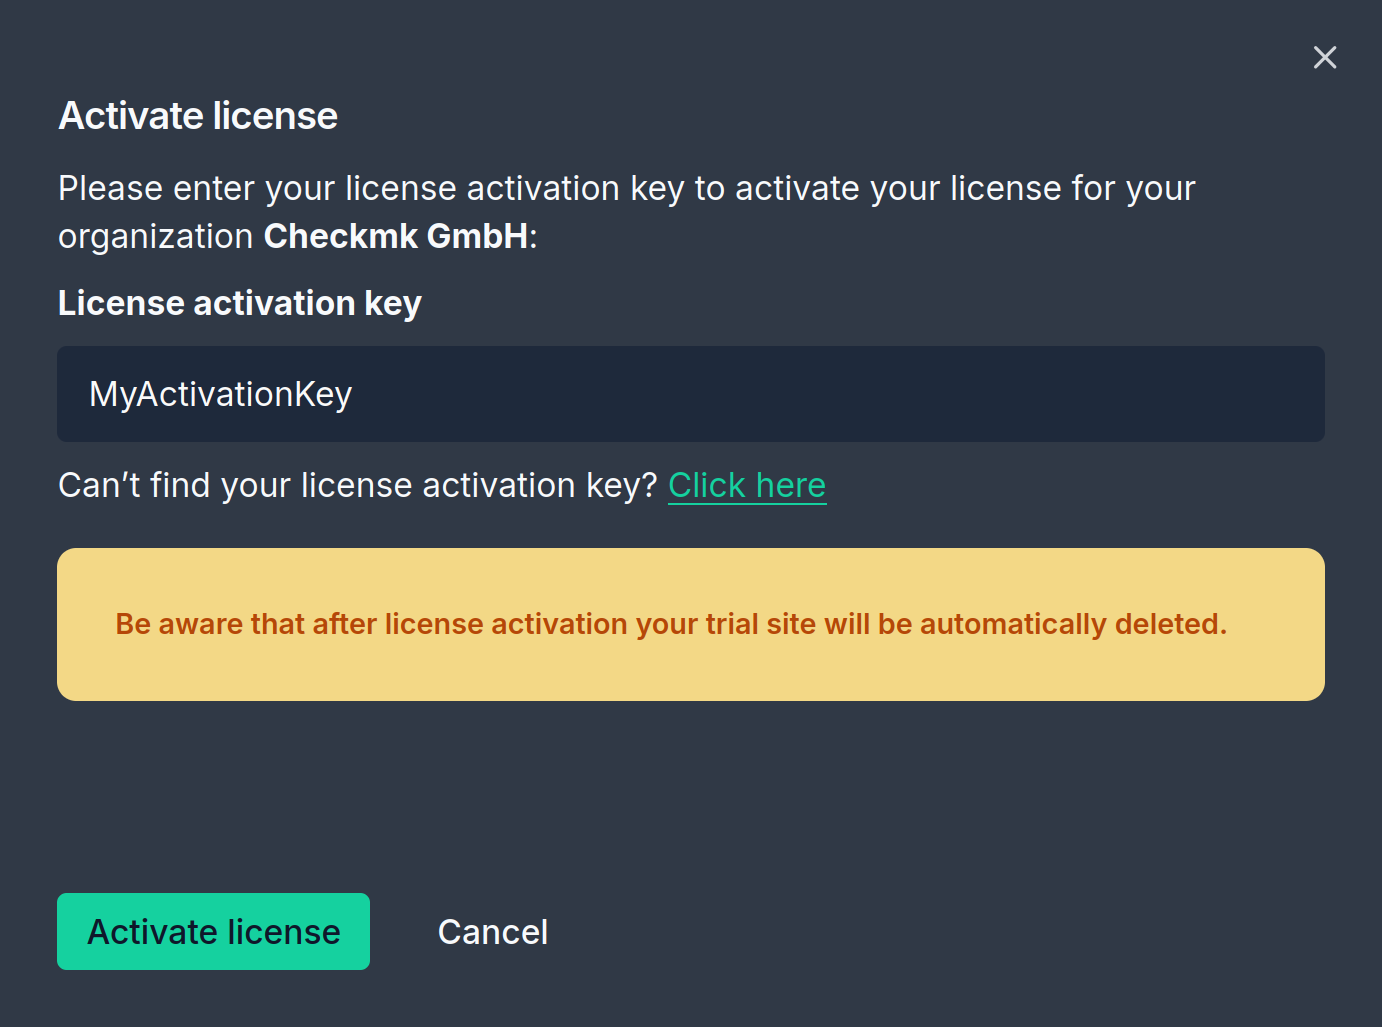 Activate license
Please enter your license activation key to activate your license for your
organization Checkmk GmbH:
License activation key
MyActivationKey
Can’t find your license activation key? Click here
Be aware that after license activation your trial site will be automatically deleted.
Activate license
Cancel